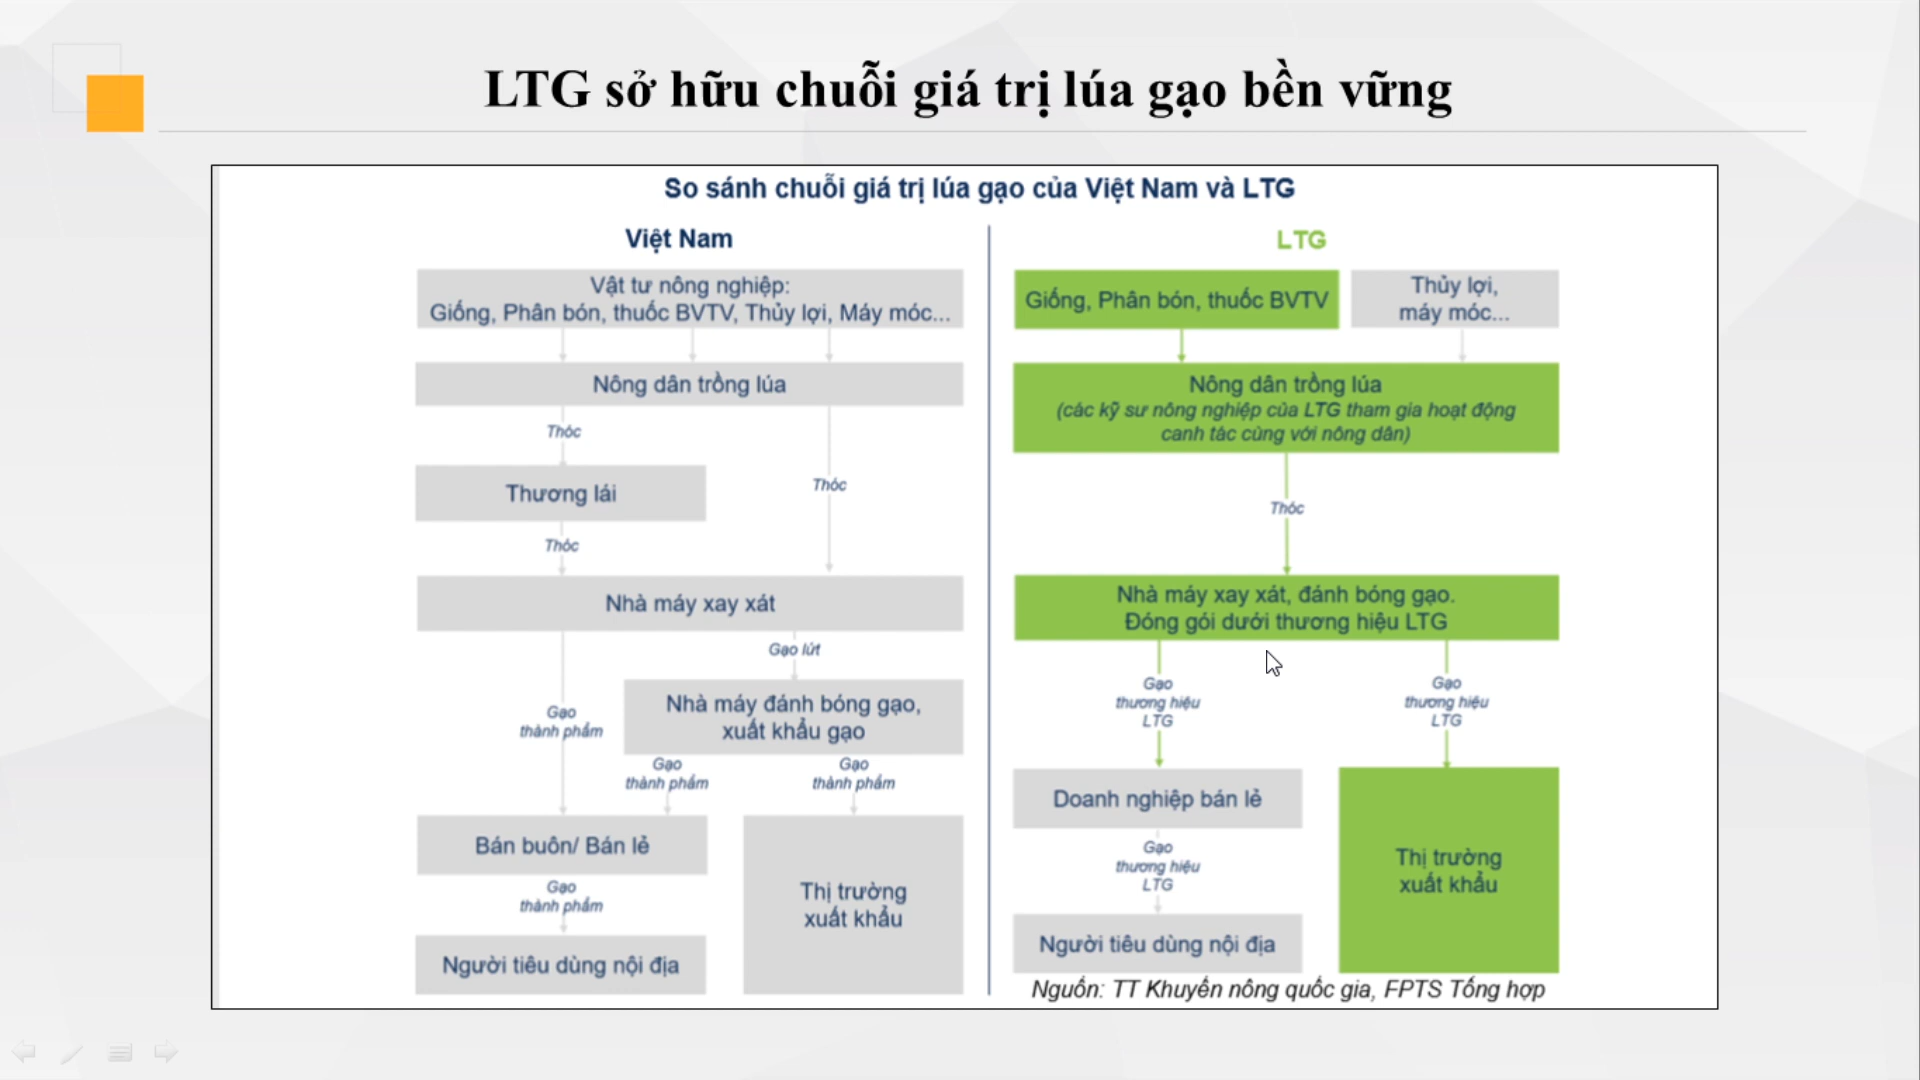 LTG sở hữu chuỗi giá trị lúa gạo bền vững
So sánh chuỗi giá trị lúa gạo của Việt Nam và LTG
Việt Nam
Vật tư nông nghiệp:
Giống, Phân bón, thuốc BVTV, Thủy lợi, Máy móc...
Nông dân trồng lúa
Thóc
Thóc
Thương lái
Thóc
Nhà máy xay xát
Gạo lứt
Gạo
thành phẩm
Nhà máy đánh bóng gạo,
xuất khẩu gạo
Gạo
thành phẩm
Gạo
thành phẩm
Bán buôn/ Bán lẻ
Gạo
thành phẩm
Thị trường
xuất khẩu
Người tiêu dùng nội địa
LTG
Giống, Phân bón, thuốc BVTV
Thủy lợi,
máy móc...
Nông dân trồng lúa
(các kỹ sư nông nghiệp của LTG tham gia hoạt động
canh tác cùng với nông dân)
Thóc
Nhà máy xay xát, đánh bóng gạo.
Đóng gói dưới thương hiệu LTG
Gạo
thương hiệu
LTG
Gạo
thương hiệu
LTG
Doanh nghiệp bán lẻ
Gạo
thương hiệu
LTG
Thị trường
xuất khẩu
Người tiêu dùng nội địa
Nguồn: TT Khuyến nông quốc gia, FPTS Tổng hợp